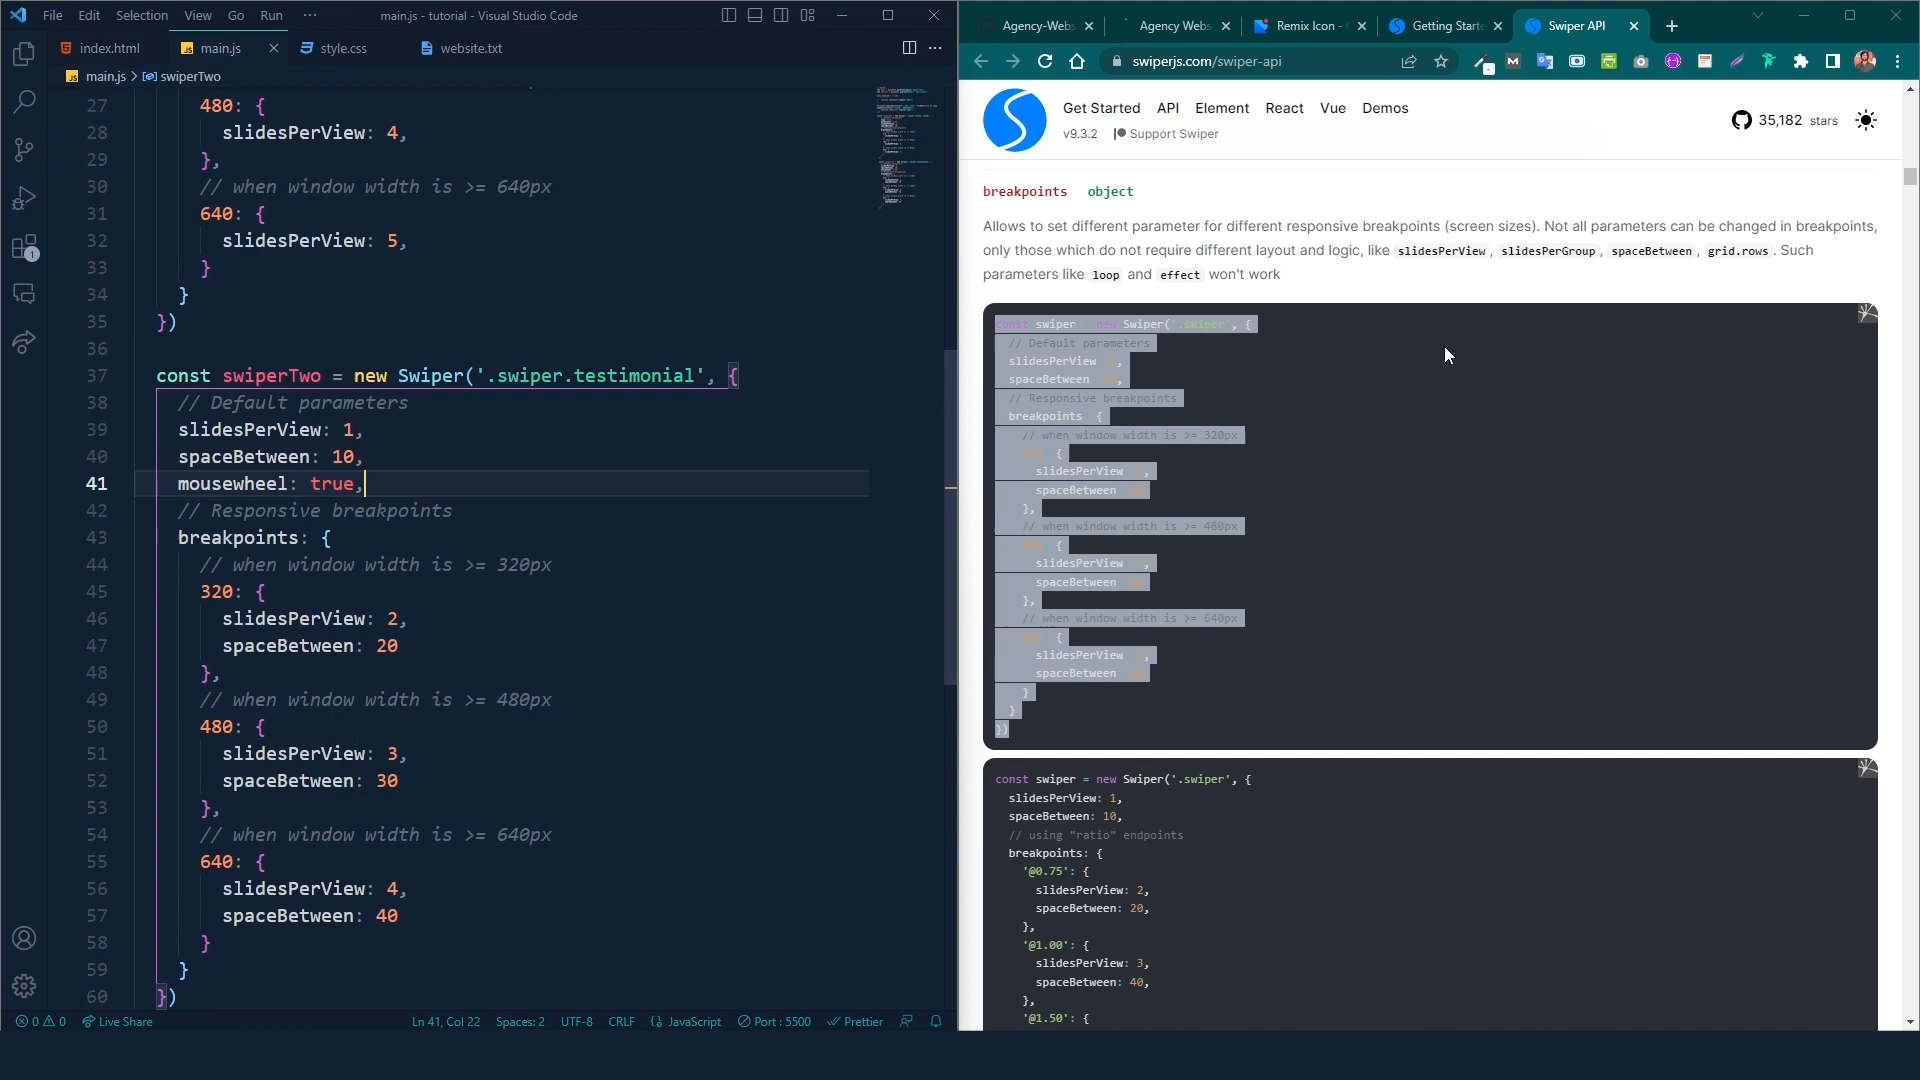 File Edit Selection View Go Run ··· main.js - tutorial - Visual Studio Code
index.html main.js style.css website.txt
main.js > swiperTwo
27 480: {
28 slidesPerView: 4,
29 },
30 // when window width is >= 640px
31 640: {
32 slidesPerView: 5,
33 }
34 }
35 })
36
37 const swiperTwo = new Swiper('.swiper.testimonial', {
38 // Default parameters
39 slidesPerView: 1,
40 spaceBetween: 10,
41 mousewheel: true,
42 // Responsive breakpoints
43 breakpoints: {
44 // when window width is >= 320px
45 320: {
46 slidesPerView: 2,
47 spaceBetween: 20
48 },
49 // when window width is >= 480px
50 480: {
51 slidesPerView: 3,
52 spaceBetween: 30
53 },
54 // when window width is >= 640px
55 640: {
56 slidesPerView: 4,
57 spaceBetween: 40
58 }
59 }
60 })
1
0 0 Live Share Ln 41, Col 22 Spaces: 2 UTF-8 CRLF JavaScript Port : 5500 Prettier
Agency-Webs Agency Webs Remix Icon - Getting Starte Swiper API
swiperjs.com/swiper-api
Get Started API Element React Vue Demos
v9.3.2 Support Swiper
35,182 stars
breakpoints object
Allows to set different parameter for different responsive breakpoints (screen sizes). Not all parameters can be changed in breakpoints,
only those which do not require different layout and logic, like slidesPerView, slidesPerGroup, spaceBetween, grid.rows. Such
parameters like loop and effect won't work
const swiper new Swiper('.swiper', {
// Default parameters
slidesPerView ,
spaceBetween ,
// Responsive breakpoints
breakpoints {
// when window width is >= 320px
{
slidesPerView ,
spaceBetween
},
// when window width is >= 480px
{
slidesPerView ,
spaceBetween
},
// when window width is >= 640px
{
slidesPerView ,
spaceBetween
}
}
})
const swiper = new Swiper('.swiper', {
slidesPerView: 1,
spaceBetween: 10,
// using "ratio" endpoints
breakpoints: {
'@0.75': {
slidesPerView: 2,
spaceBetween: 20,
},
'@1.00': {
slidesPerView: 3,
spaceBetween: 40,
},
'@1.50': {